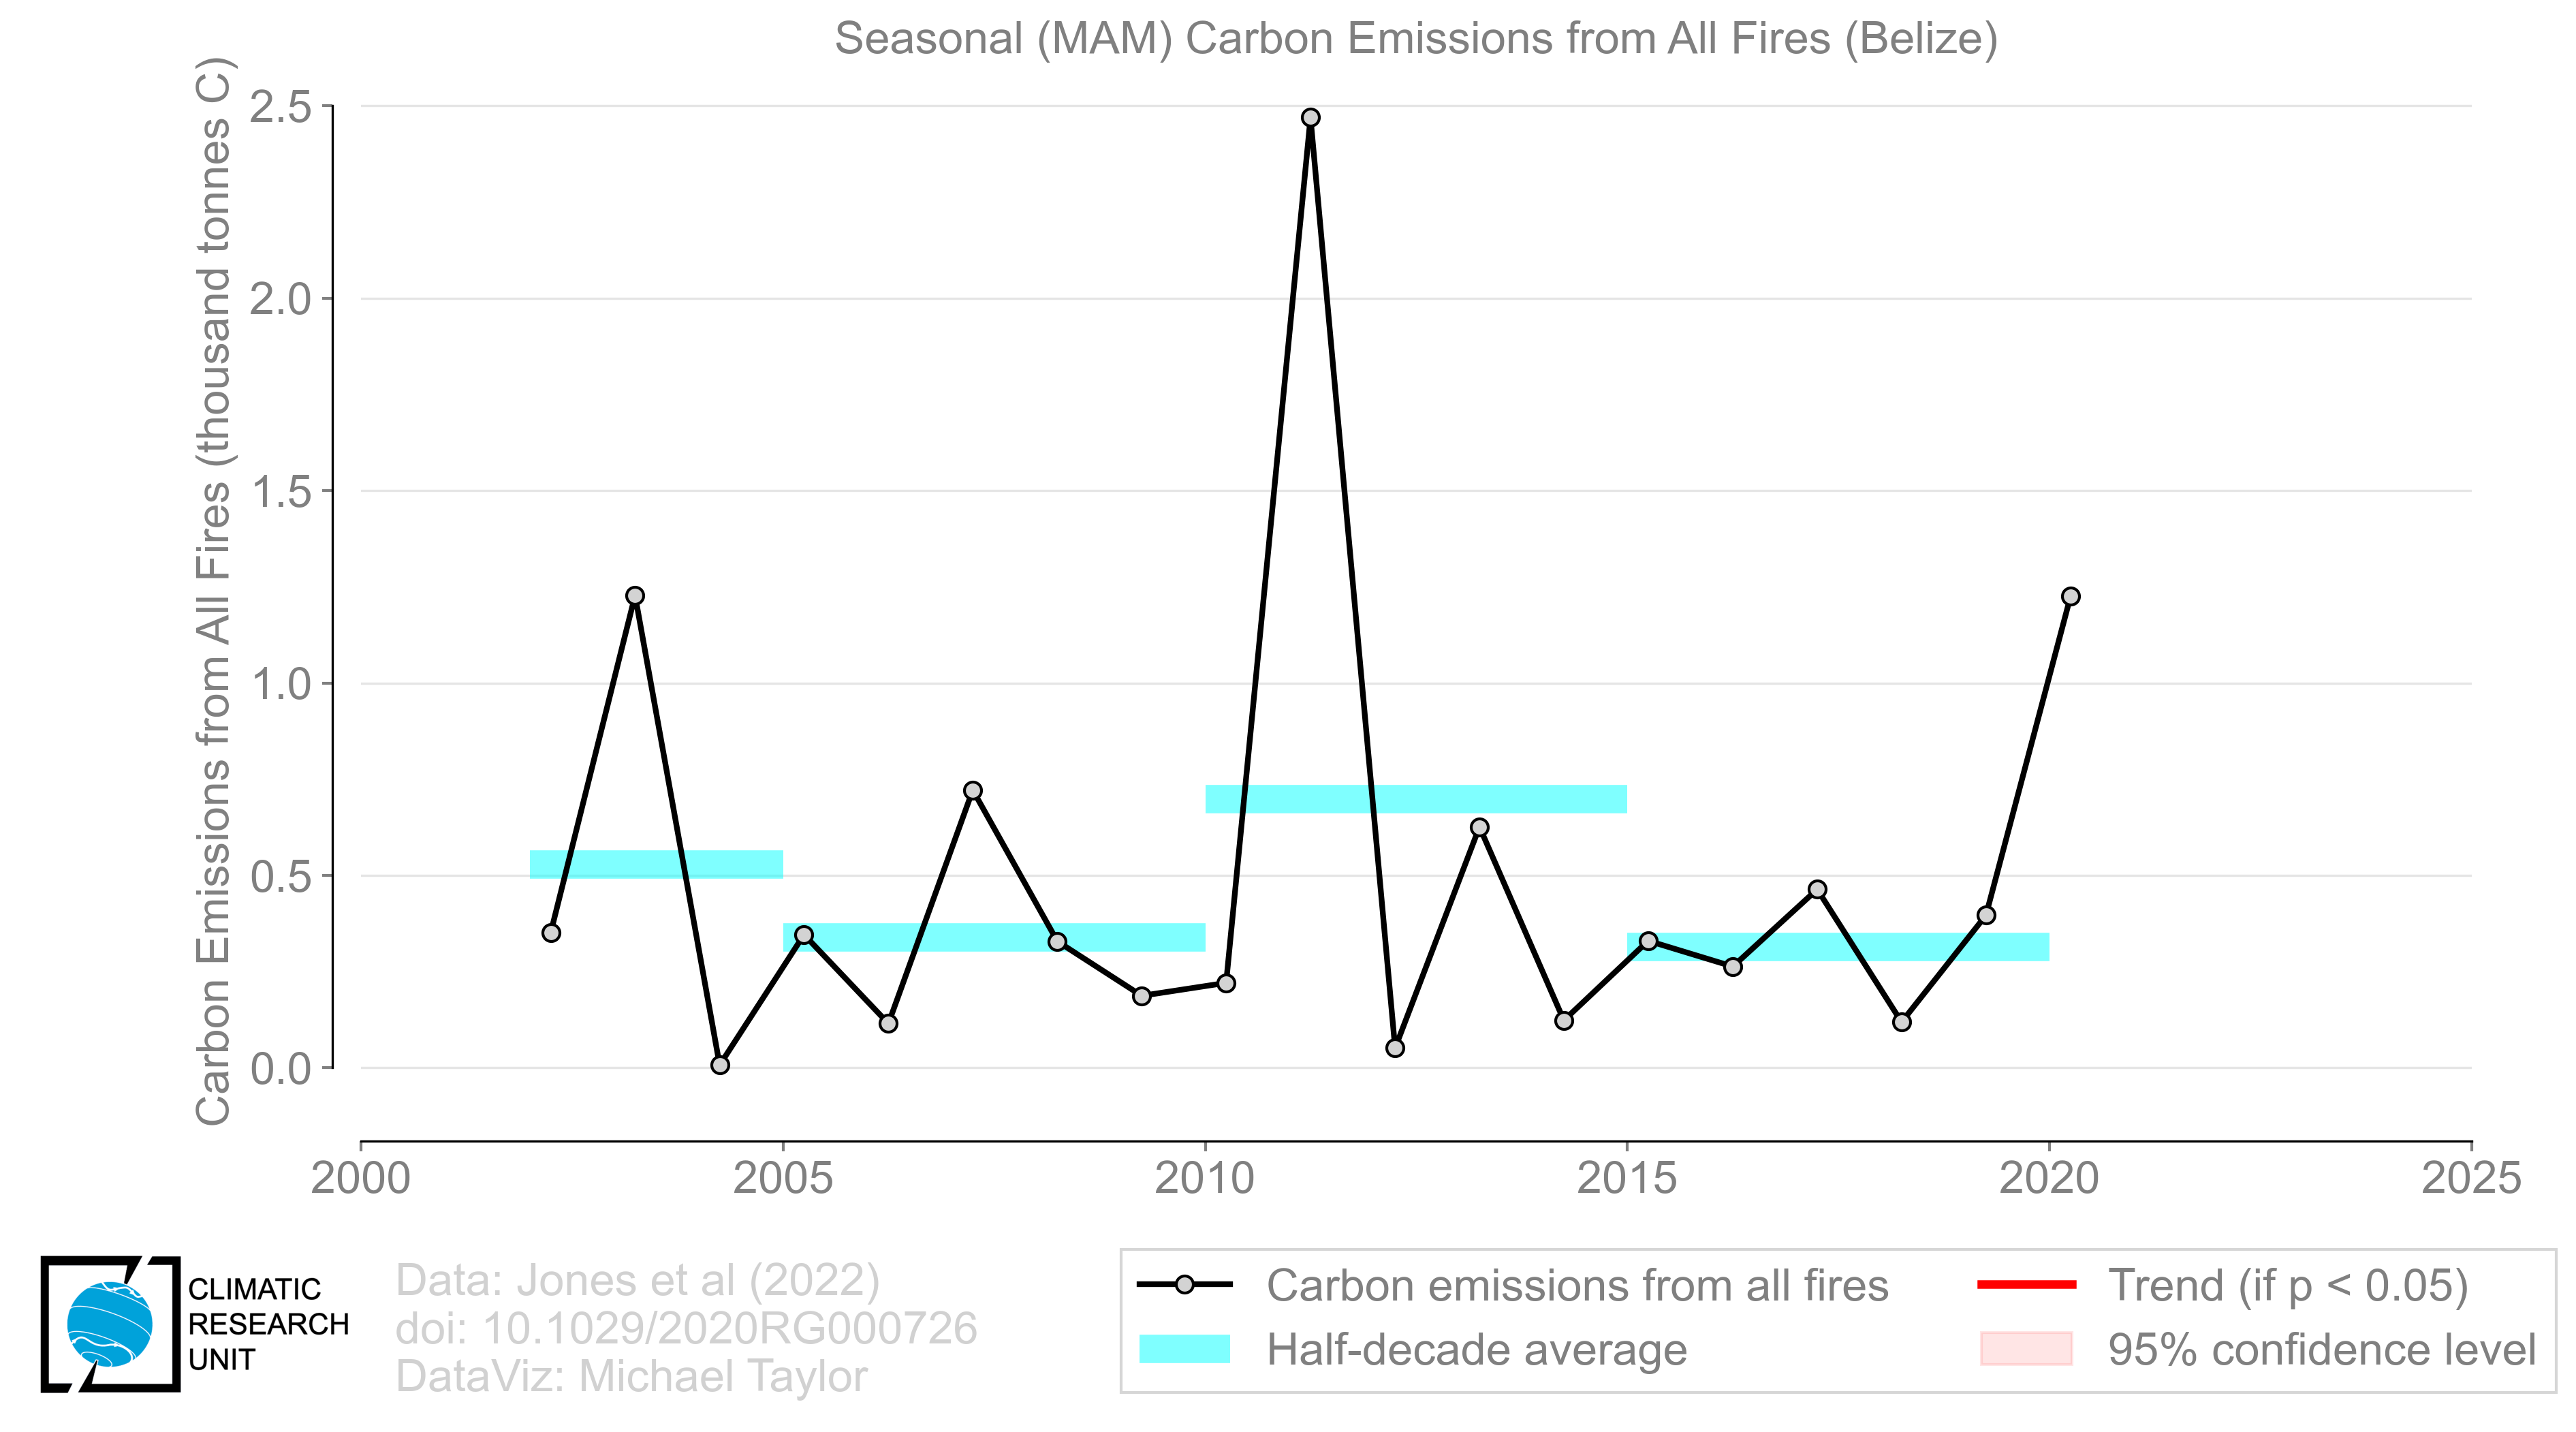 Seasonal (MAM) Carbon Emissions from All Fires (Belize)
Carbon Emissions from All Fires (thousand tonnes C)
2.5
2.0
1.5
1.0
0.5
0.0
2000 2005 2010 2015 2020 2025
CLIMATIC
RESEARCH
UNIT
Data: Jones et al (2022)
doi: 10.1029/2020RG000726
DataViz: Michael Taylor
Carbon emissions from all fires
Half-decade average
Trend (if p < 0.05)
95% confidence level